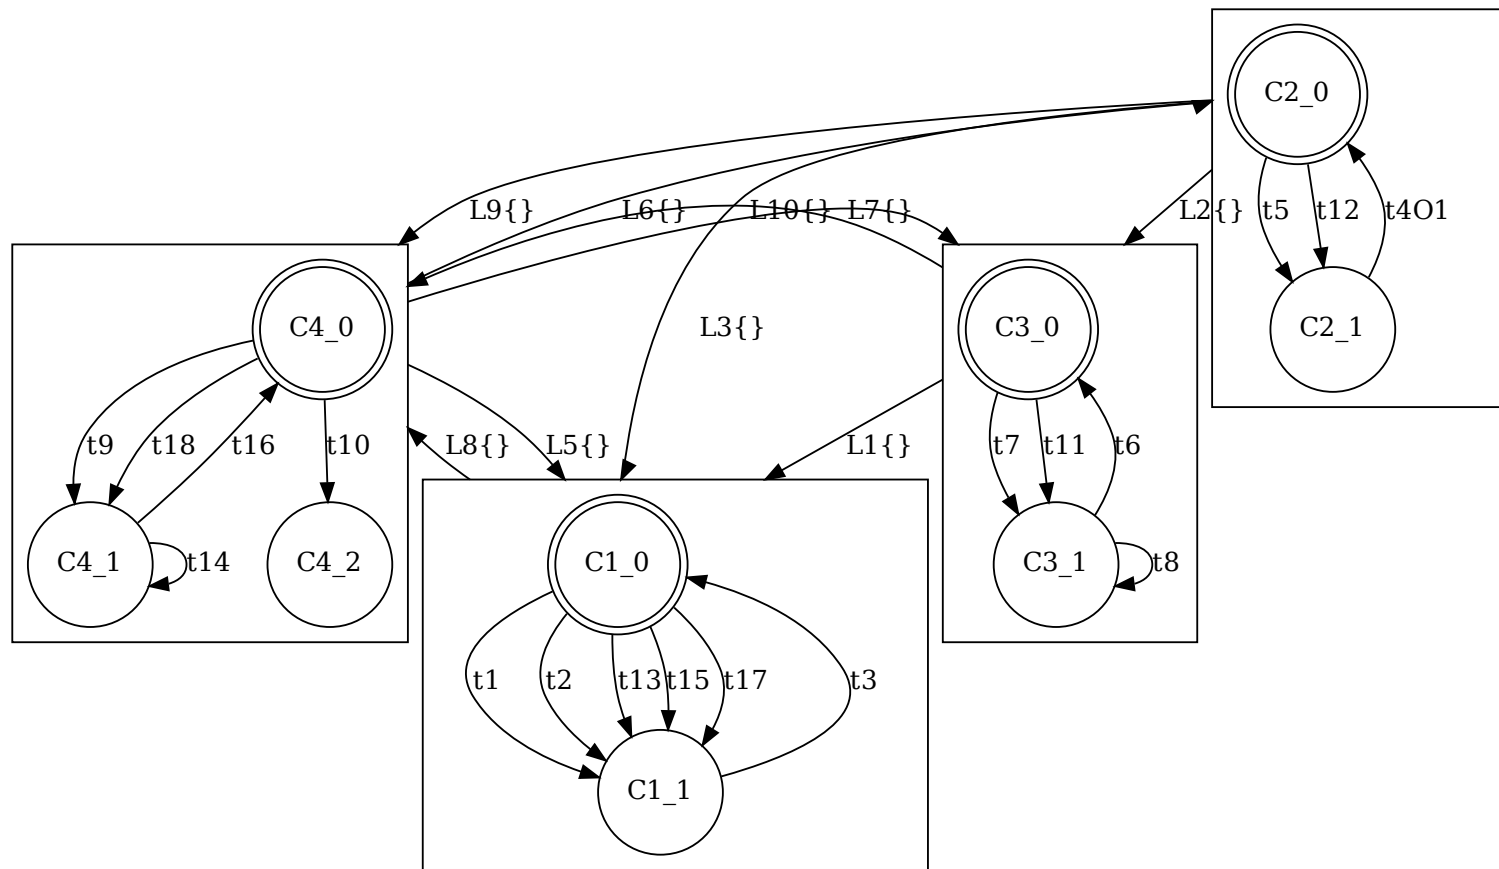 C2_0
L9{}
L6{}
L10{}
L7{}
L2{}
t5
t12
t4O1
C4_0
C3_0
L3{}
C2_1
t9
t18
t16
t10
L8{}
L5{}
L1{}
t7
t11
t6
C4_1
t14
C4_2
C1_0
C3_1
t8
t1
t2
t13
t15
t17
t3
C1_1